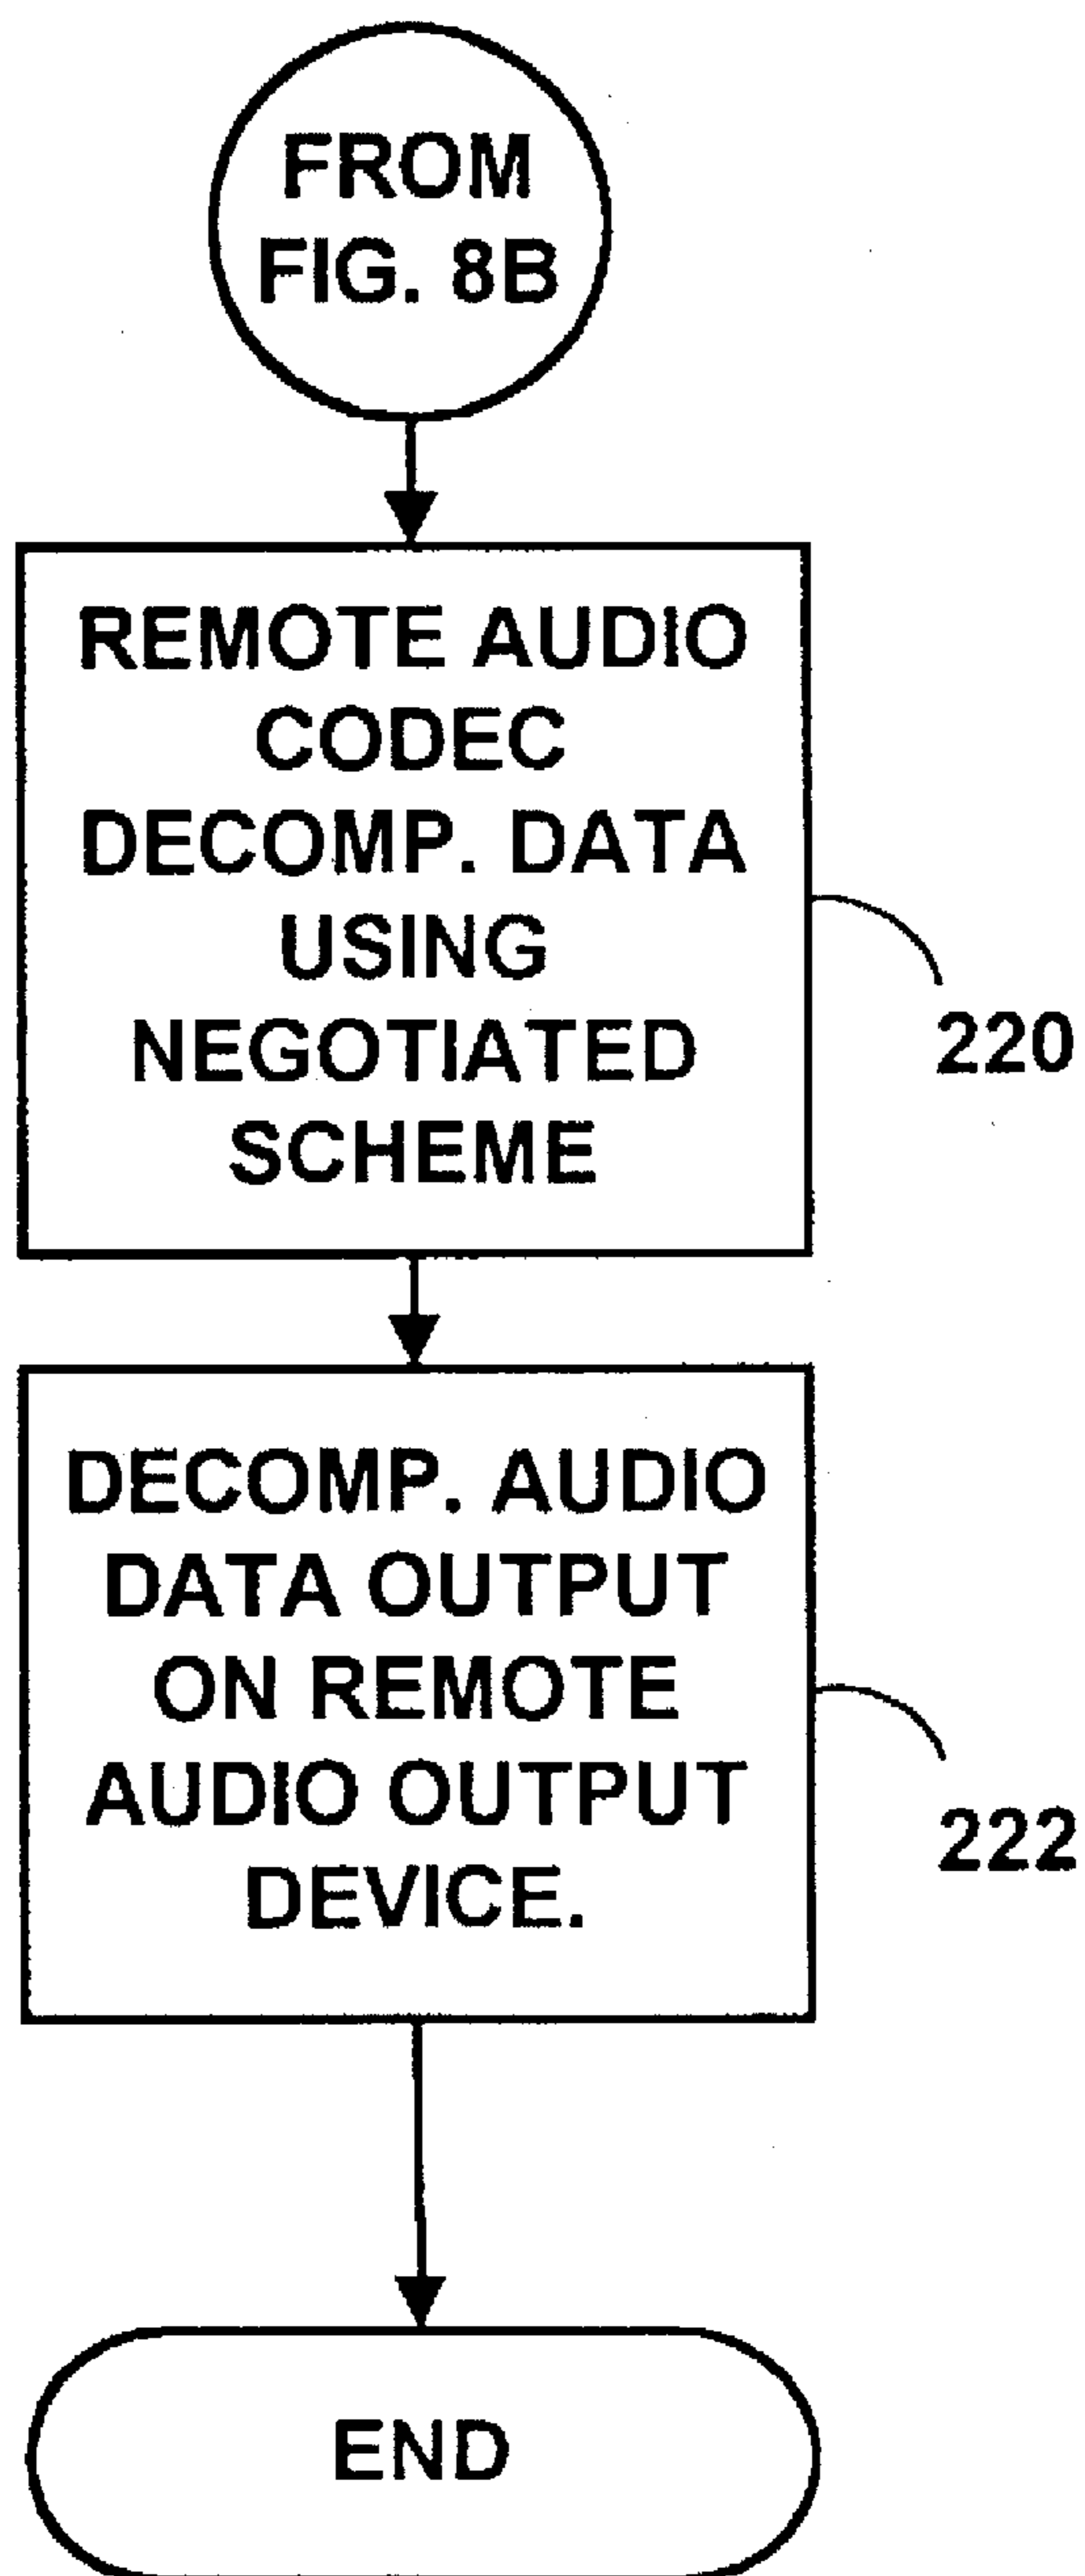 FROM
FIG. 8B
REMOTE AUDIO
CODEC
DECOMP. DATA
USING
NEGOTIATED
SCHEME
220
DECOMP. AUDIO
DATA OUTPUT
ON REMOTE
AUDIO OUTPUT
DEVICE.
222
END